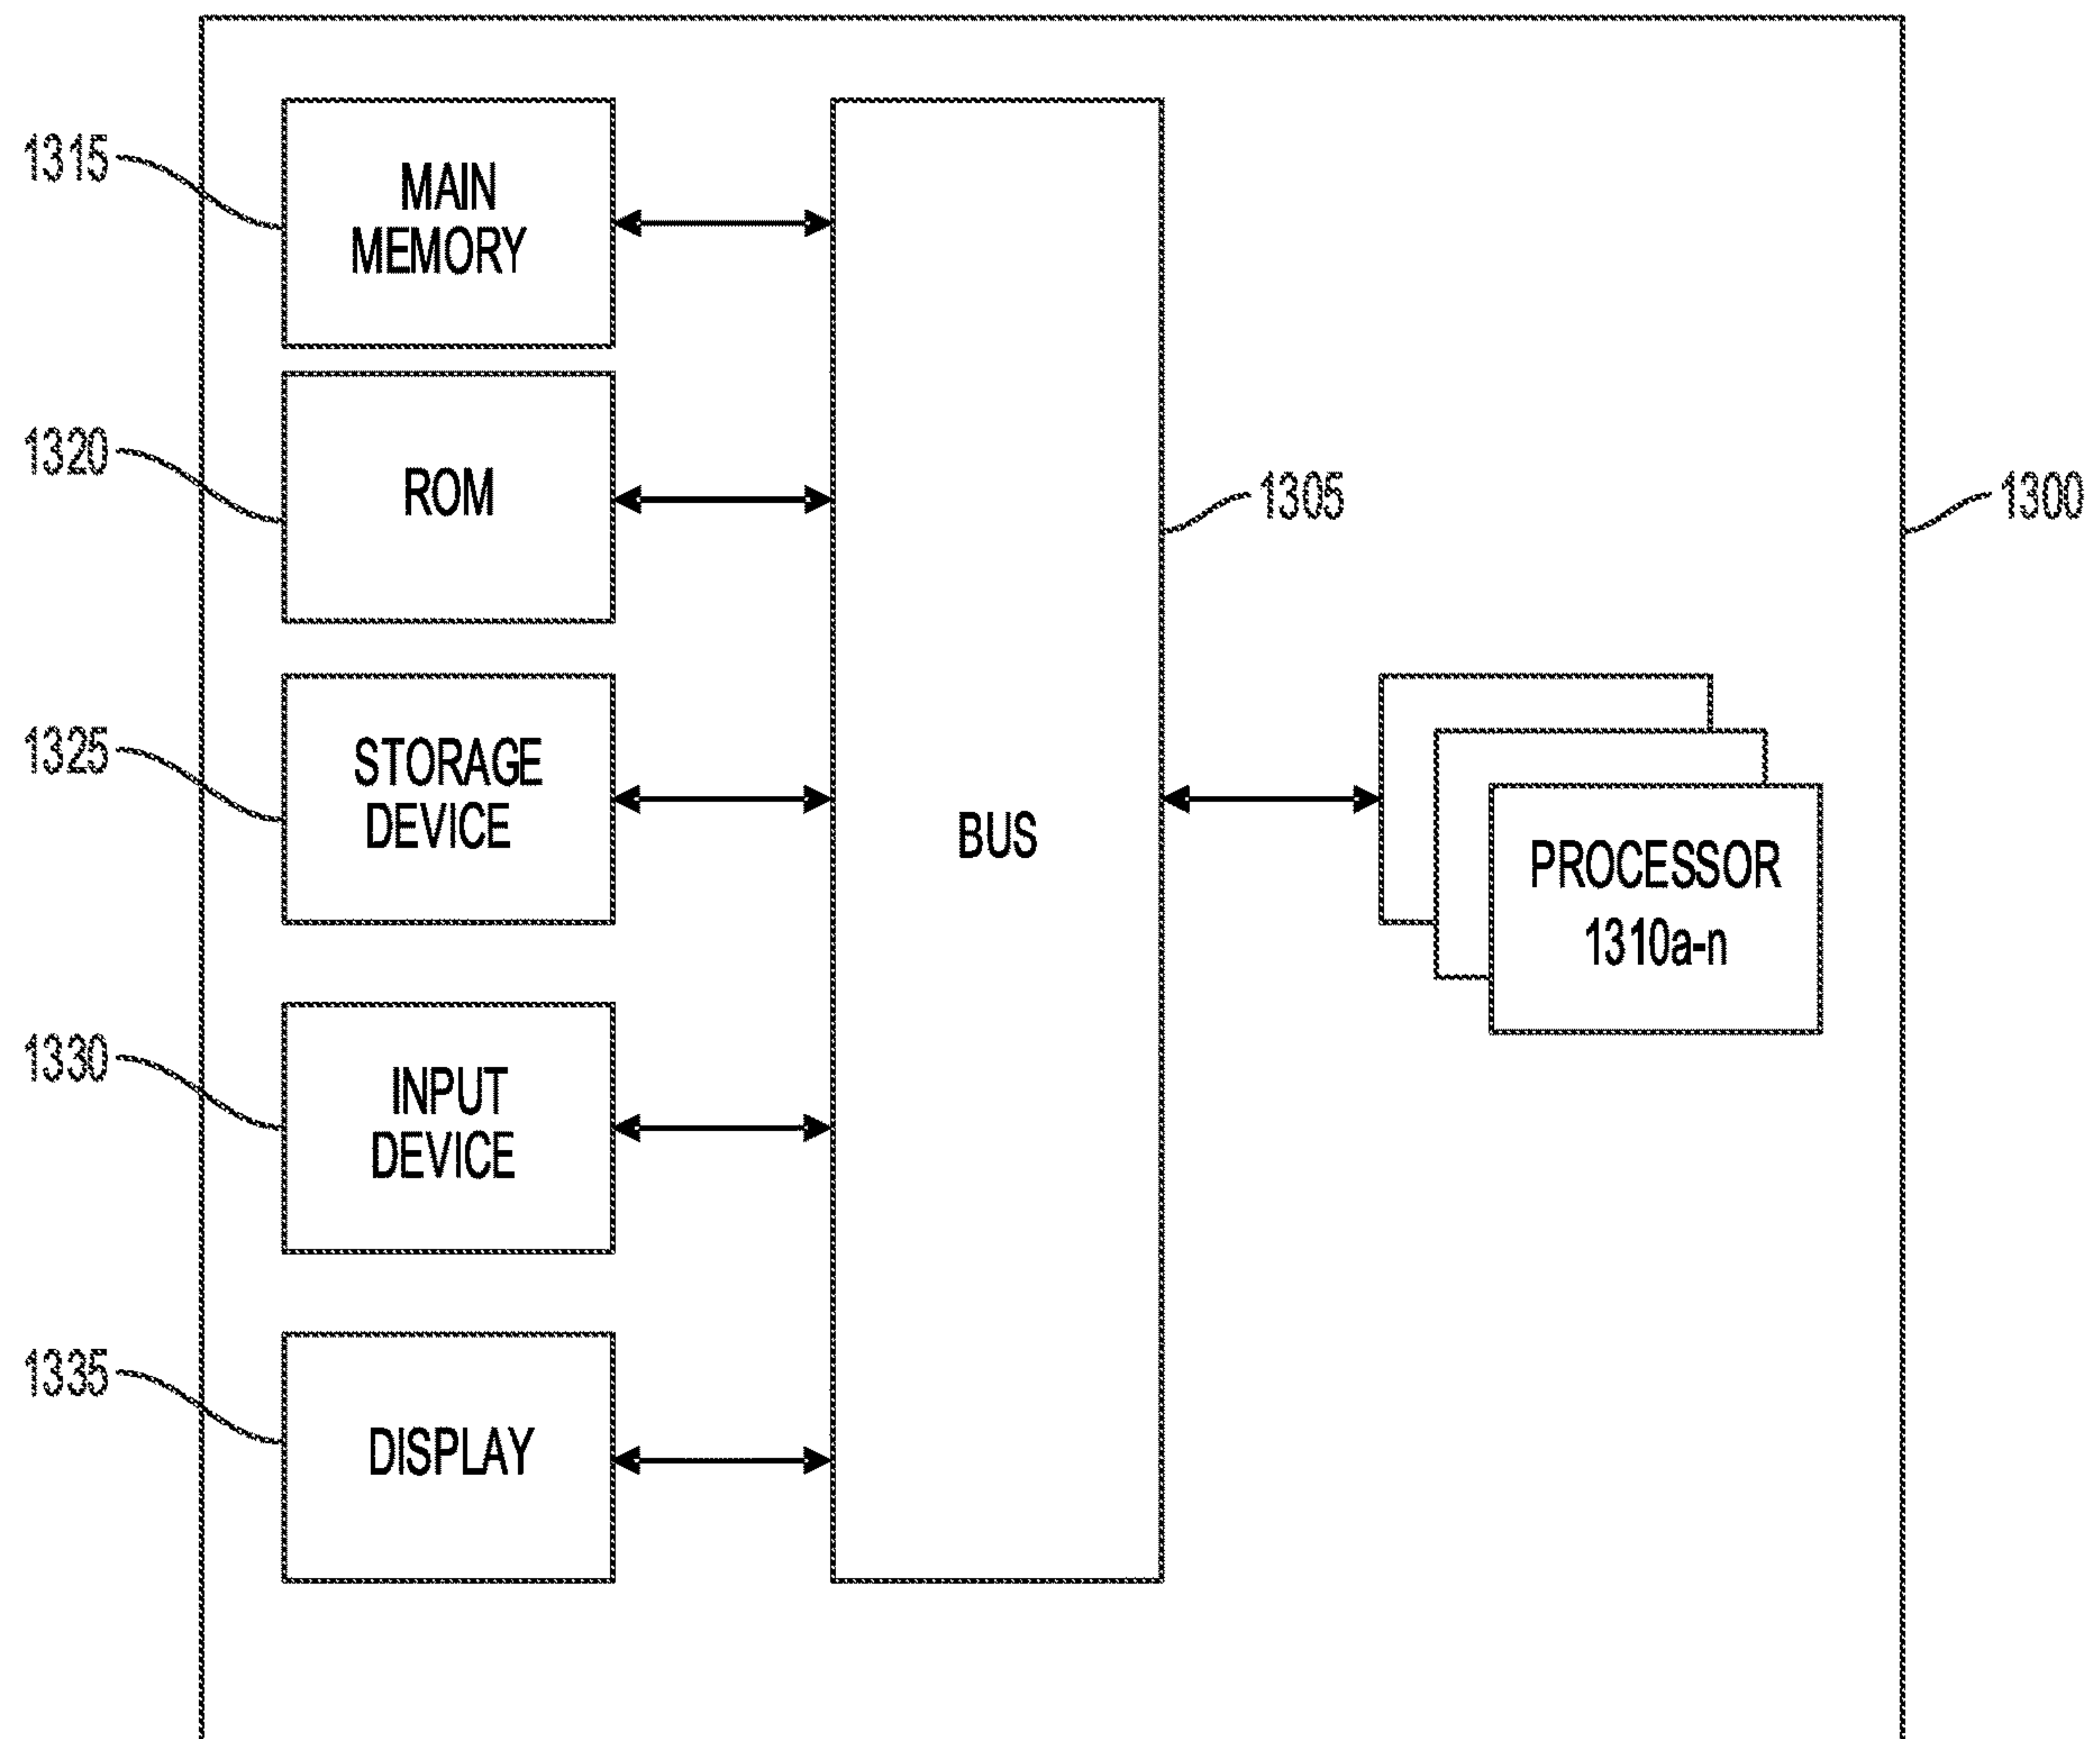 1315
MAIN
MEMORY
1320
ROM
1305
1300
1325
STORAGE
DEVICE
BUS
PROCESSOR
1310a-n
1330
INPUT
DEVICE
1335
DISPLAY